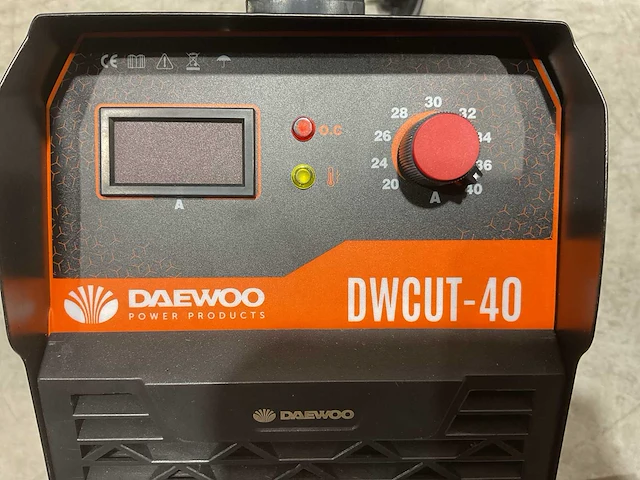 CE
30
28 32
26 34
24 36
20 40
A
O.C
A
DAEWOO
POWER PRODUCTS
DWCUT-40
DAEWOO